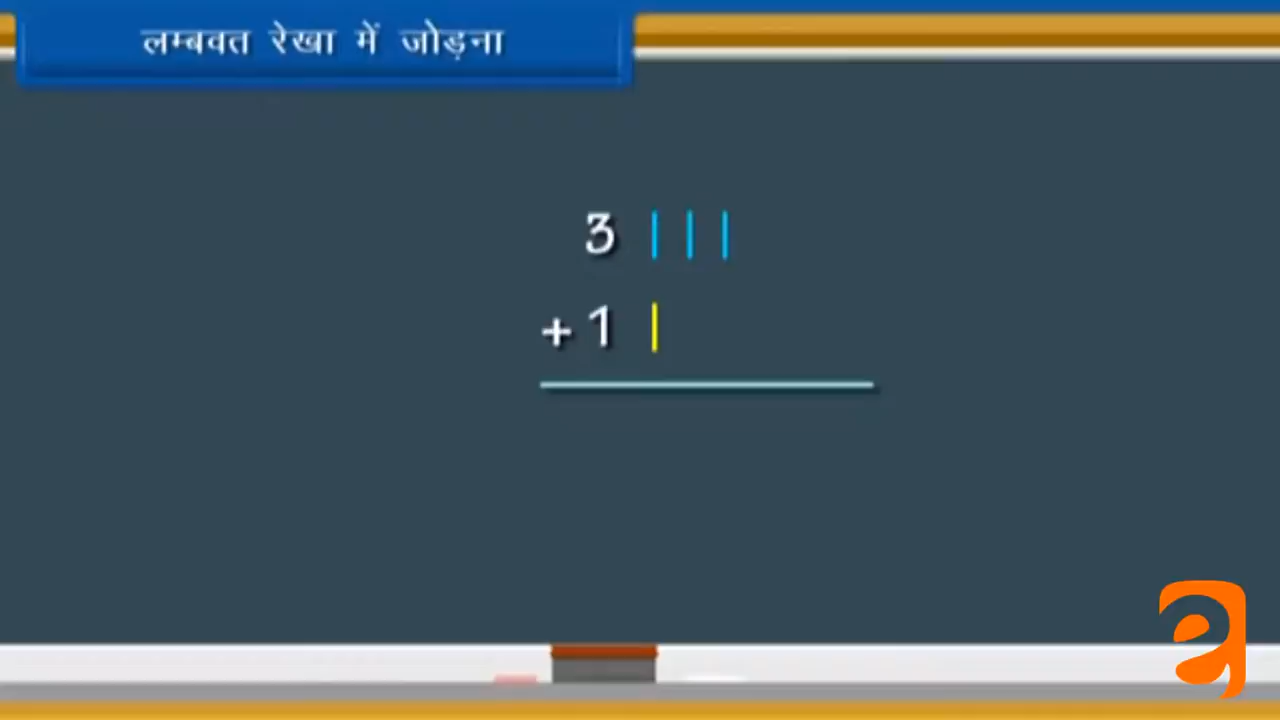 लम्बवत रेखा में जोड़ना
3 | | |
+ 1 |